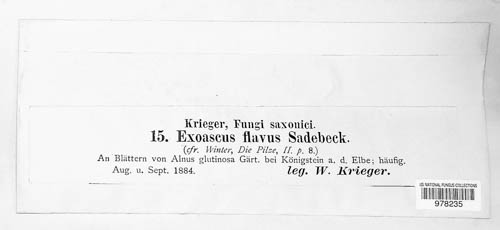 Krieger, Fungi saxonici.
15. Exoascus flavus Sadebeck.
(cfr. Winter, Die Pilze, II. p. 8.)
An Blättern von Alnus glutinosa Gärt. bei Königstein a. d. Elbe; häufig.
Aug. u. Sept. 1884. leg. W. Krieger.
US NATIONAL FUNGUS COLLECTIONS
978235